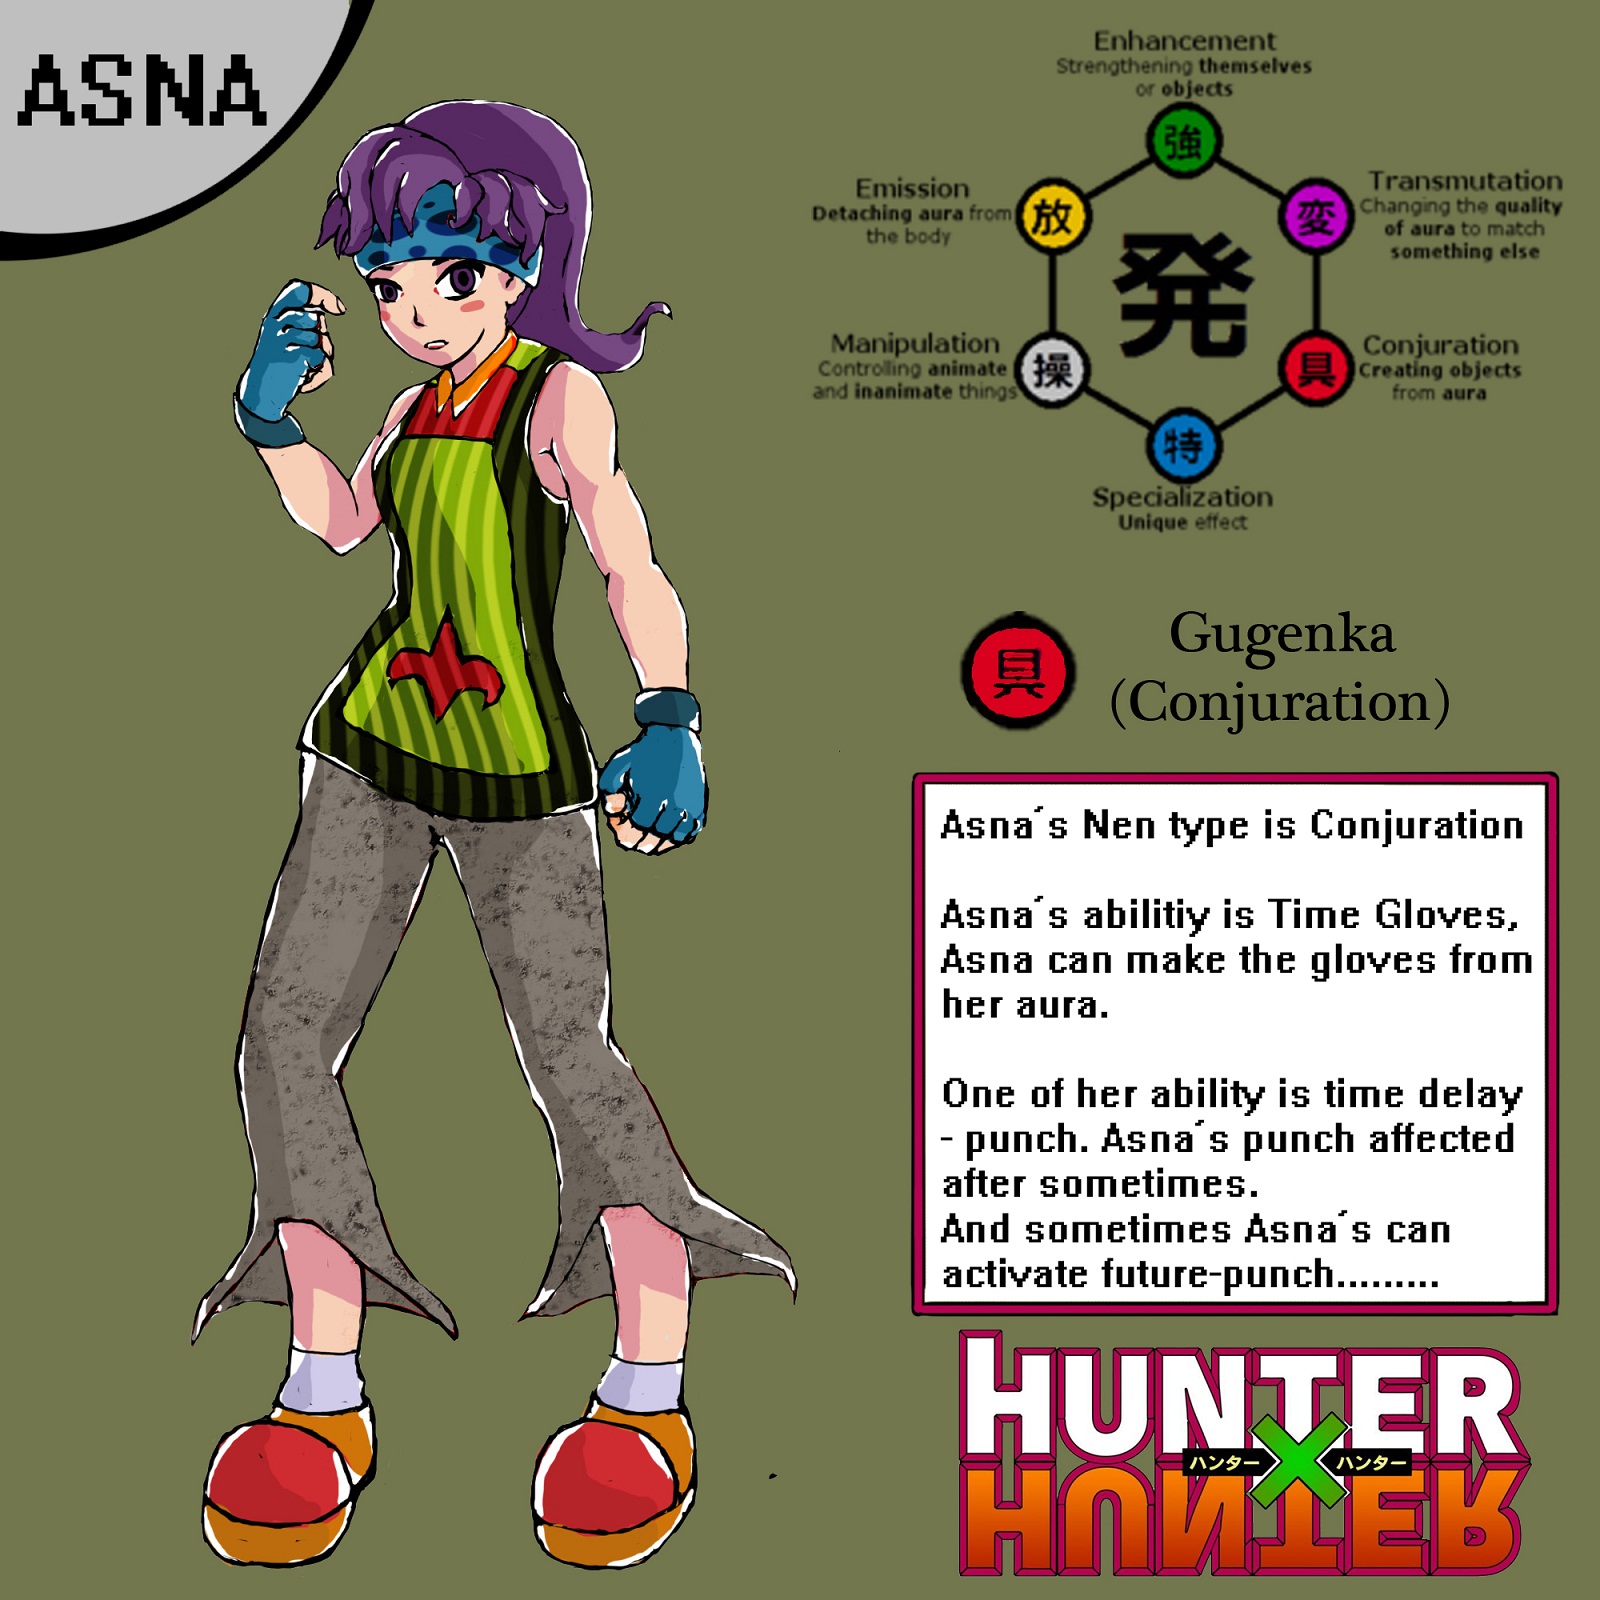 ASNA
Enhancement
Strengthening themselves
or objects
強
Emission
Detaching aura from
the body
放
Transmutation
Changing the quality
of aura to match
something else
変
発
Manipulation
Controlling animate
and inanimate things
操
Conjuration
Creating objects
from aura
具
特
Specialization
Unique effect
具
Gugenka
(Conjuration)
Asna´s Nen type is Conjuration
Asna´s abilitiy is Time Gloves,
Asna can make the gloves from
her aura.
One of her ability is time delay
- punch. Asna´s punch affected
after sometimes.
And sometimes Asna´s can
activate future-punch.........
HUNTER
ハンター X ハンター
HUNTER